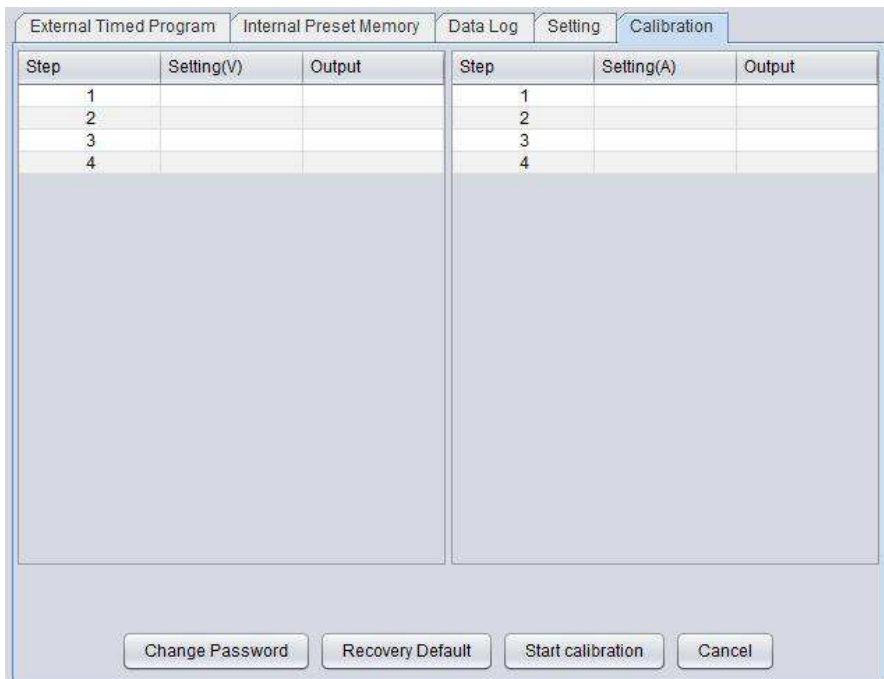 External Timed Program Internal Preset Memory Data Log Setting Calibration
Step Setting(V) Output Step Setting(A) Output
1 1
2 2
3 3
4 4
Change Password Recovery Default Start calibration Cancel